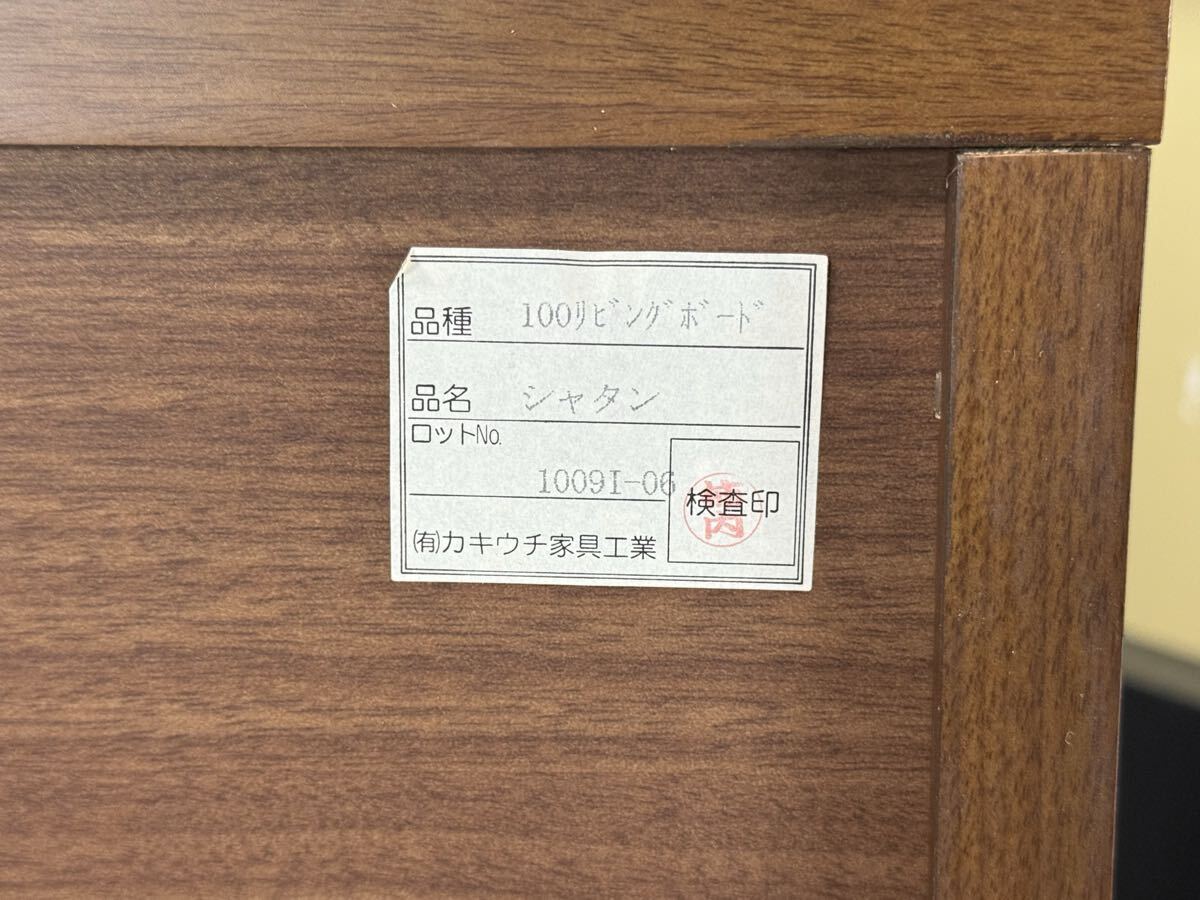 品種 100ﾘﾋﾞﾝｸﾞﾎﾞｰﾄﾞ
品名 シャタン
ロットNo.
1009I-06
検査印
㈲カキウチ家具工業